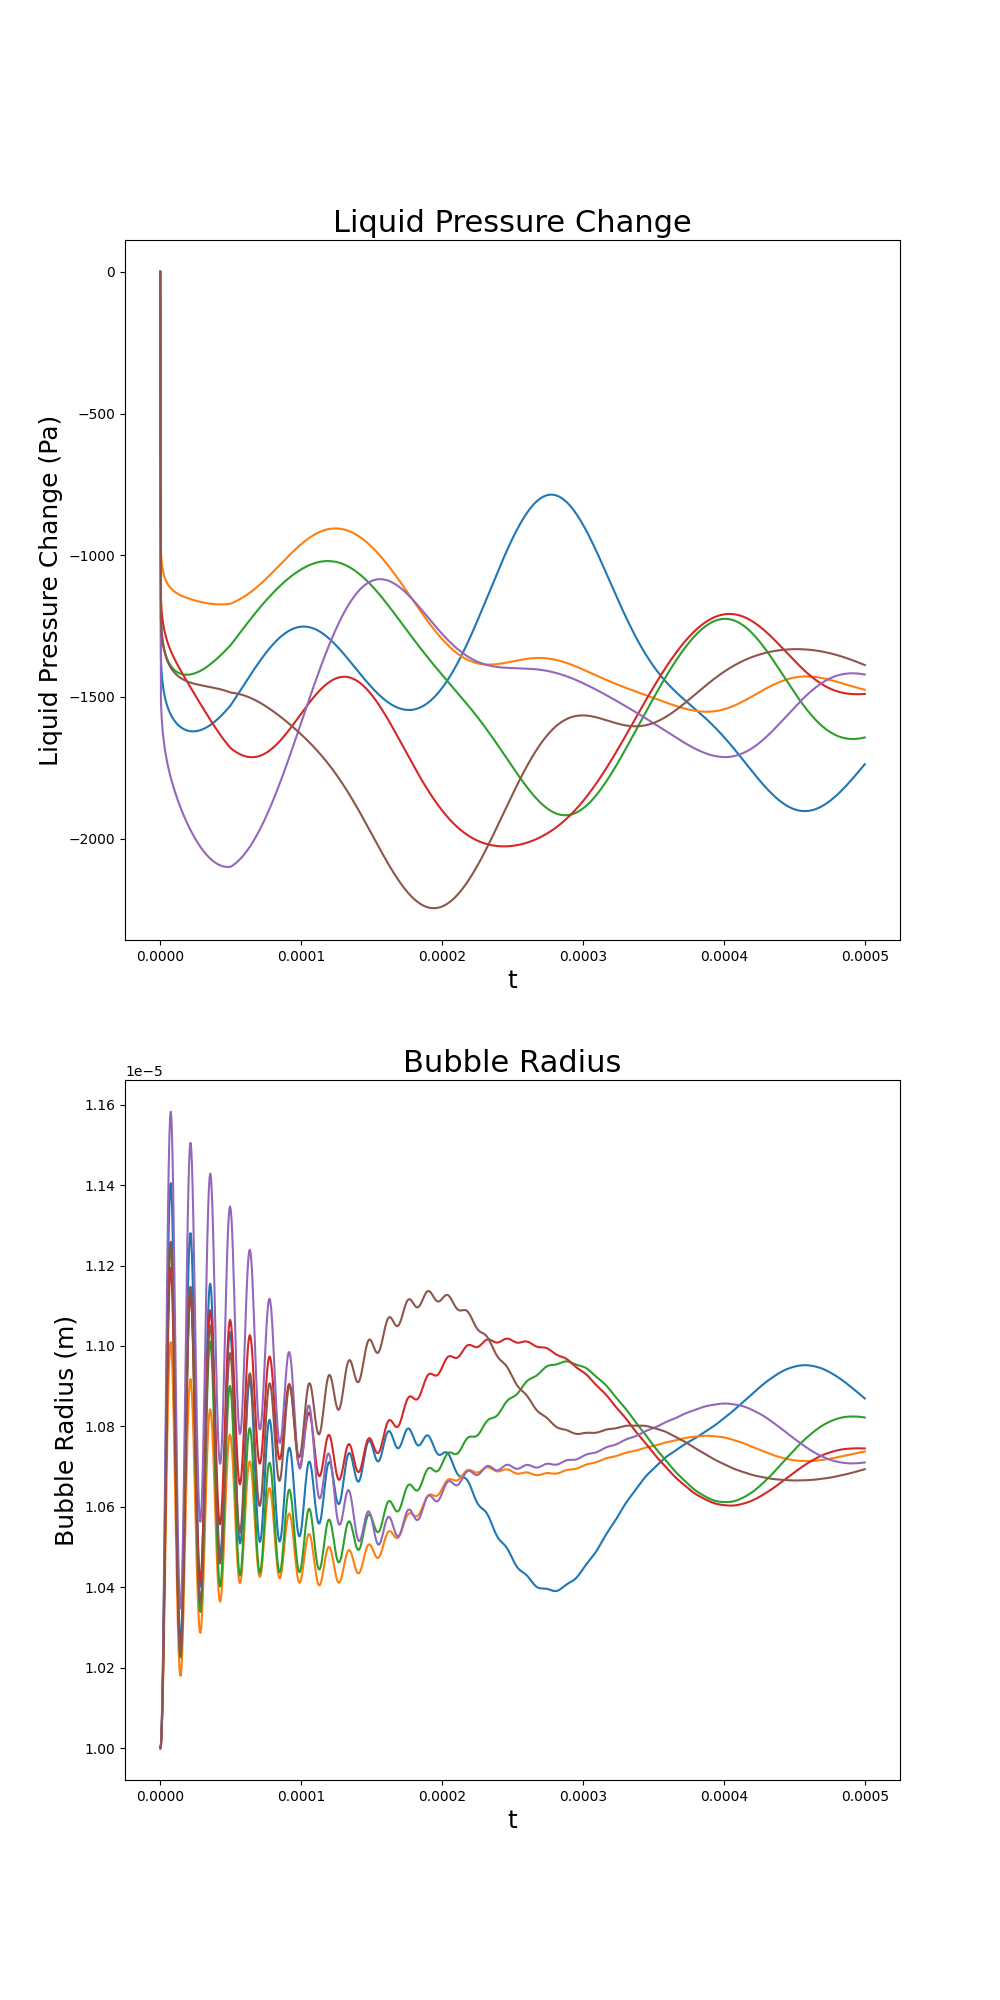 Liquid Pressure Change
Liquid Pressure Change (Pa)
0
−500
−1000
−1500
−2000
0.0000 0.0001 0.0002 0.0003 0.0004 0.0005
t
Bubble Radius
1e−5
Bubble Radius (m)
1.16
1.14
1.12
1.10
1.08
1.06
1.04
1.02
1.00
0.0000 0.0001 0.0002 0.0003 0.0004 0.0005
t